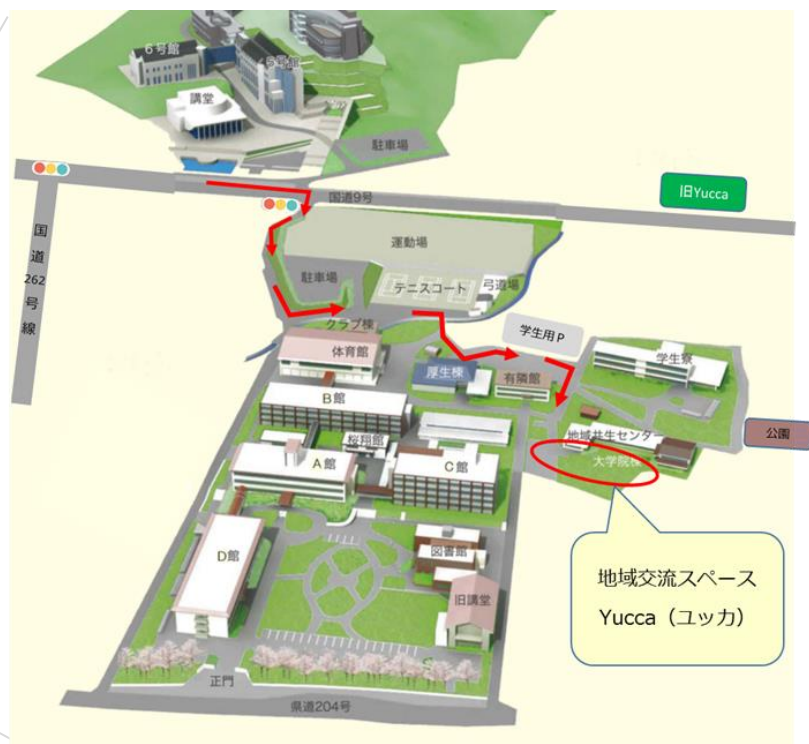 6号館
5号館
講堂
駐車場
国道9号
旧Yucca
国道262号線
運動場
駐車場
テニスコート
弓道場
クラブ棟
学生用P
体育館
厚生棟
有隣館
学生寮
B館
桜翔館
地域共生センター
公園
A館
C館
大学院棟
D館
図書館
旧講堂
地域交流スペース
Yucca（ユッカ）
正門
県道204号